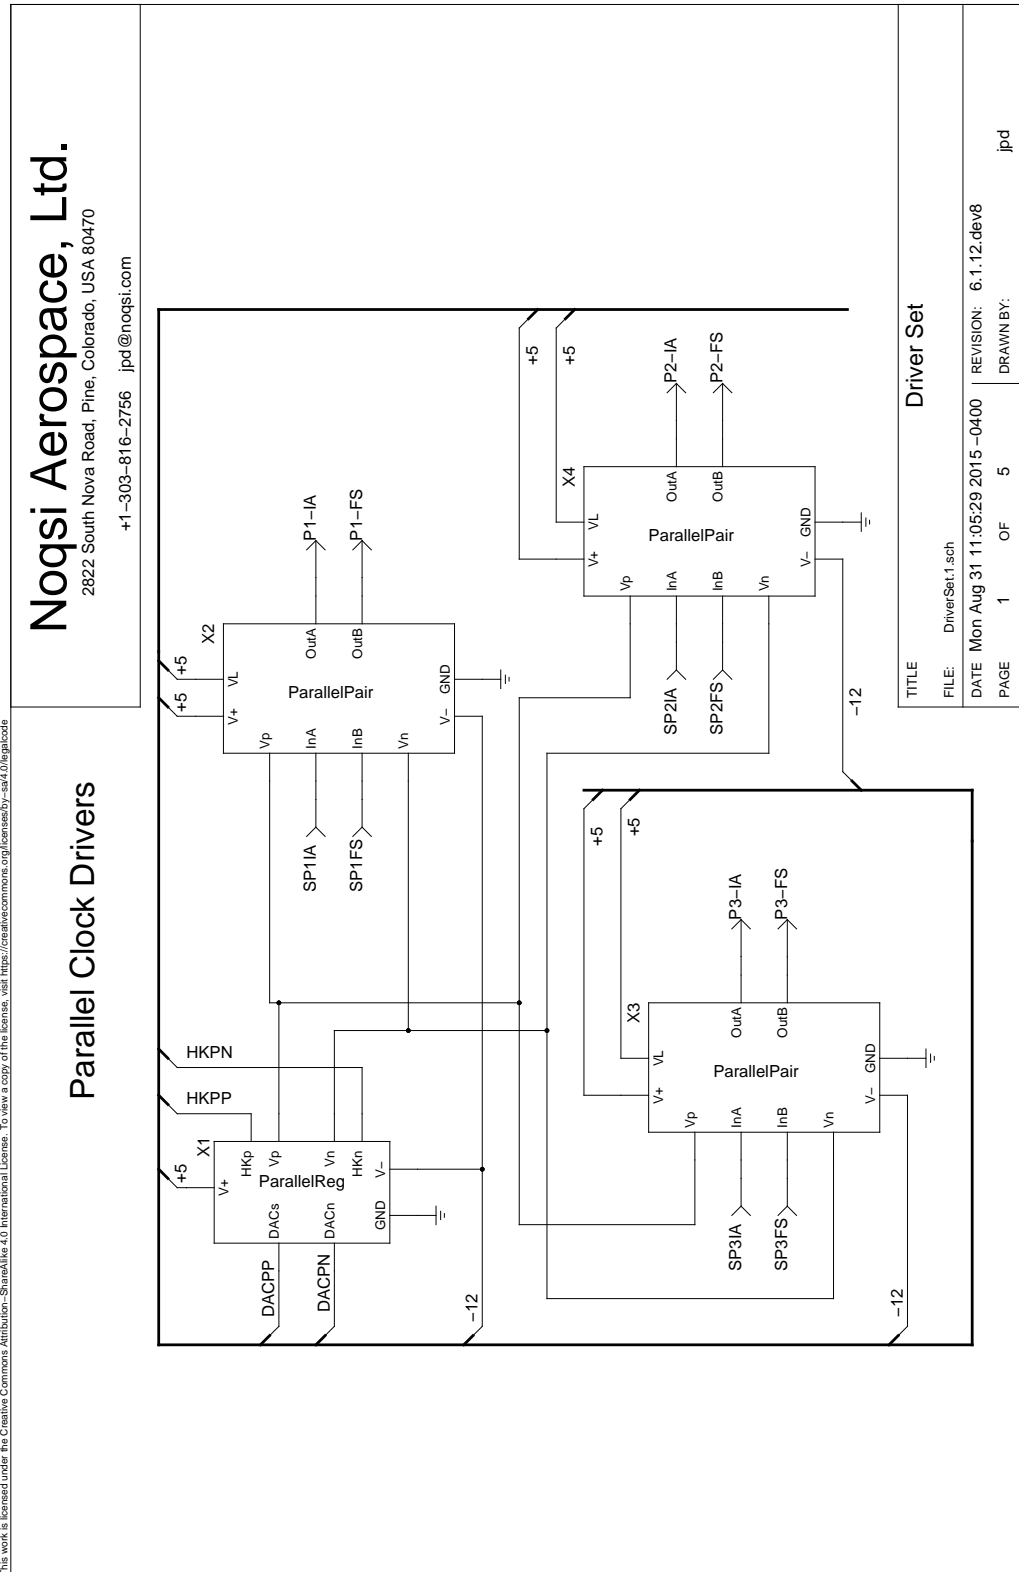 This work is licensed under the Creative Commons Attribution−ShareAlike 4.0 International License. To view a copy of the license, visit https://creativecommons.org/licenses/by−sa/4.0/legalcode
Noqsi Aerospace, Ltd.
2822 South Nova Road, Pine, Colorado, USA 80470
+1−303−816−2756 jpd@noqsi.com
Parallel Clock Drivers
HKPN
HKPP
+5
X1
V+
HKp
Vp
Vn
HKn
ParallelReg
DACs
DACn
GND
V−
DACPP
DACPN
−12
+5
+5
X2
VL
V+
OutA
OutB
ParallelPair
Vp
InA
InB
Vn
GND
V−
P1−IA
P1−FS
SP1IA
SP1FS
+5
+5
X4
VL
V+
OutA
OutB
ParallelPair
Vp
InA
InB
Vn
GND
V−
P2−IA
P2−FS
SP2IA
SP2FS
−12
+5
+5
X3
VL
V+
OutA
OutB
ParallelPair
Vp
InA
InB
Vn
GND
V−
P3−IA
P3−FS
SP3IA
SP3FS
−12
TITLE
Driver Set
FILE: DriverSet.1.sch
DATE Mon Aug 31 11:05:29 2015 −0400
REVISION: 6.1.12.dev8
PAGE 1 OF 5
DRAWN BY: jpd